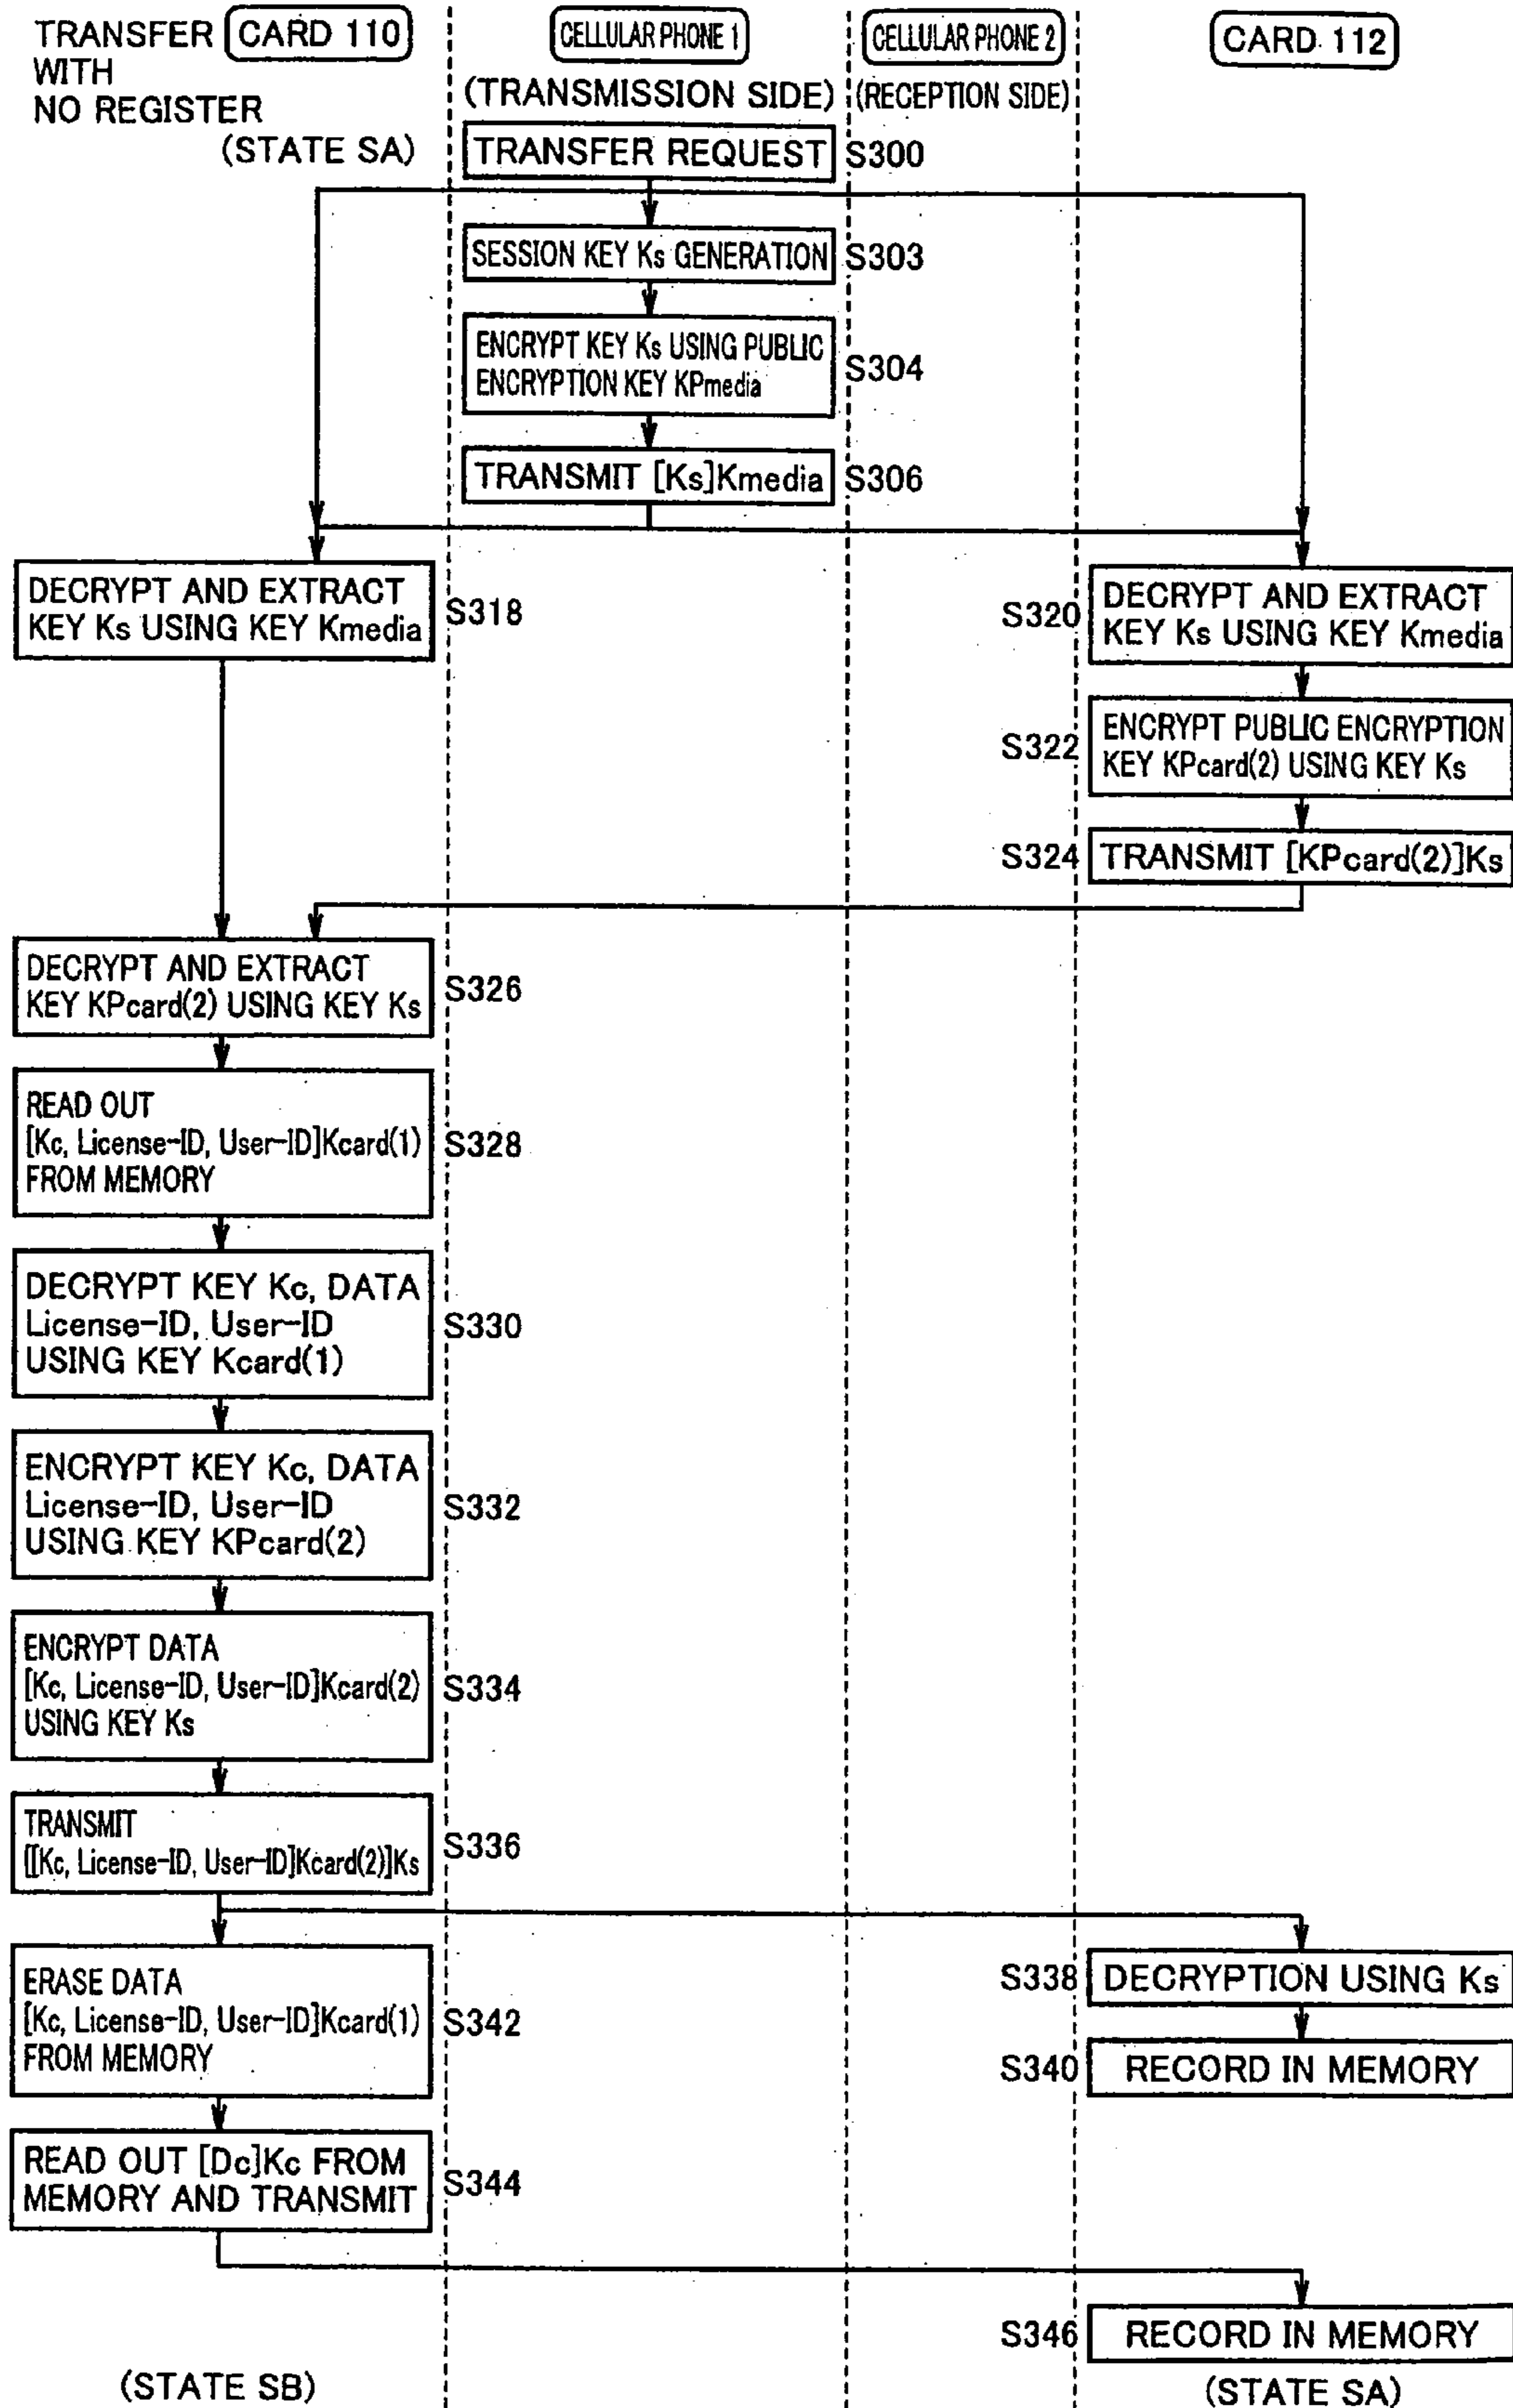 TRANSFER
WITH
NO REGISTER
CARD 110
(STATE SA)
CELLULAR PHONE 1
(TRANSMISSION SIDE)
CELLULAR PHONE 2
(RECEPTION SIDE)
CARD 112
TRANSFER REQUEST
S300
SESSION KEY Ks GENERATION
S303
ENCRYPT KEY Ks USING PUBLIC
ENCRYPTION KEY KPmedia
S304
TRANSMIT [Ks]Kmedia
S306
DECRYPT AND EXTRACT
KEY Ks USING KEY Kmedia
S318
S320
DECRYPT AND EXTRACT
KEY Ks USING KEY Kmedia
S322
ENCRYPT PUBLIC ENCRYPTION
KEY KPcard(2) USING KEY Ks
S324
TRANSMIT [KPcard(2)]Ks
DECRYPT AND EXTRACT
KEY KPcard(2) USING KEY Ks
S326
READ OUT
[Kc, License-ID, User-ID]Kcard(1)
FROM MEMORY
S328
DECRYPT KEY Kc, DATA
License-ID, User-ID
USING KEY Kcard(1)
S330
ENCRYPT KEY Kc, DATA
License-ID, User-ID
USING KEY KPcard(2)
S332
ENCRYPT DATA
[Kc, License-ID, User-ID]Kcard(2)
USING KEY Ks
S334
TRANSMIT
[[Kc, License-ID, User-ID]Kcard(2)]Ks
S336
ERASE DATA
[Kc, License-ID, User-ID]Kcard(1)
FROM MEMORY
S342
S338
DECRYPTION USING Ks
S340
RECORD IN MEMORY
READ OUT [Dc]Kc FROM
MEMORY AND TRANSMIT
S344
S346
RECORD IN MEMORY
(STATE SB)
(STATE SA)